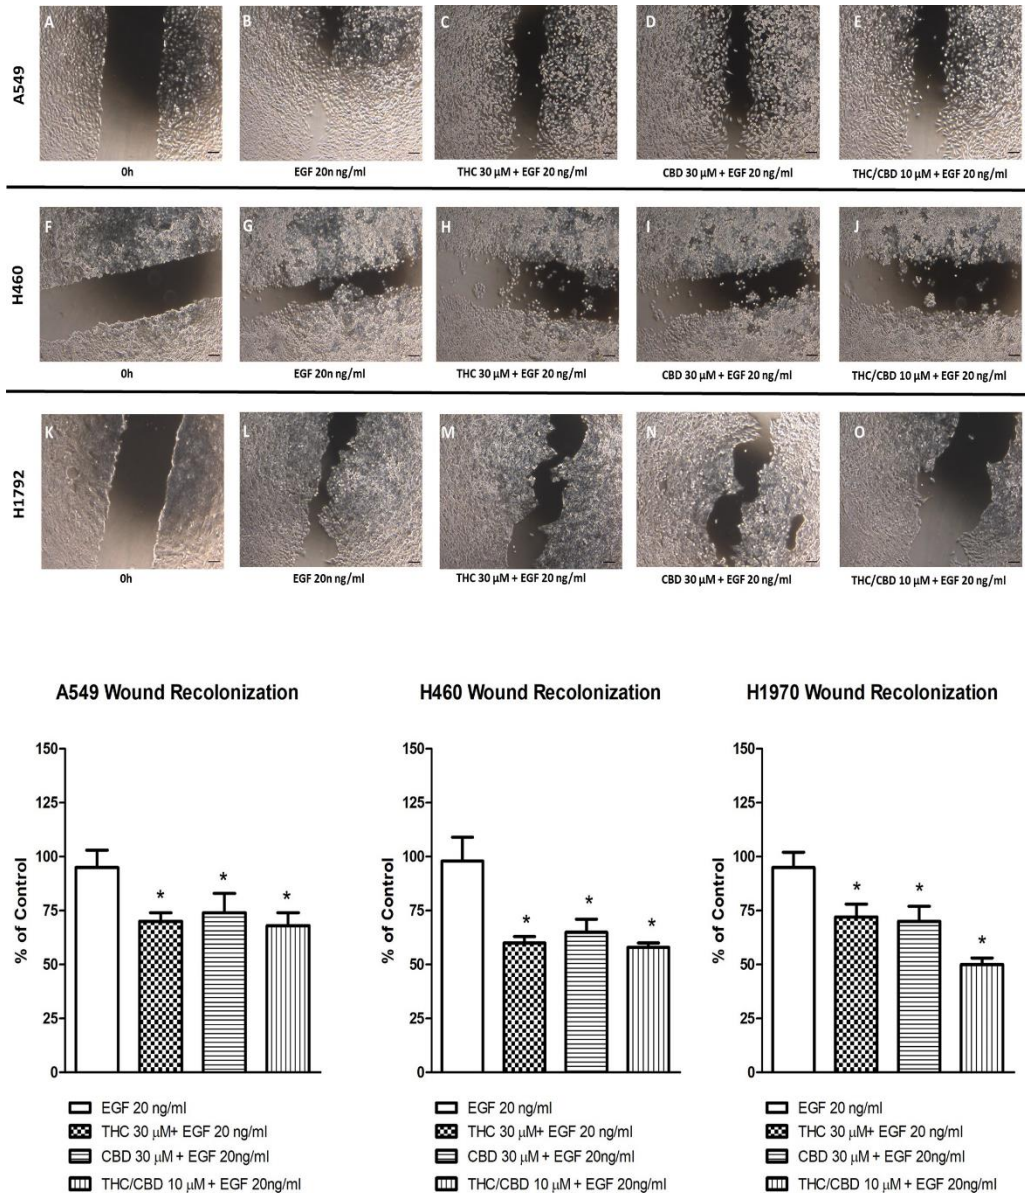 A B C D E
A549
0h EGF 20n ng/ml THC 30 µM + EGF 20 ng/ml CBD 30 µM + EGF 20 ng/ml THC/CBD 10 µM + EGF 20 ng/ml
F G H I J
H460
0h EGF 20n ng/ml THC 30 µM + EGF 20 ng/ml CBD 30 µM + EGF 20 ng/ml THC/CBD 10 µM + EGF 20 ng/ml
K L M N O
H1792
0h EGF 20n ng/ml THC 30 µM + EGF 20 ng/ml CBD 30 µM + EGF 20 ng/ml THC/CBD 10 µM + EGF 20 ng/ml
A549 Wound Recolonization
% of Control
150
125
100
75
50
25
0
* * *
EGF 20 ng/ml
THC 30 µM+ EGF 20 ng/ml
CBD 30 µM + EGF 20ng/ml
THC/CBD 10 µM + EGF 20ng/ml
H460 Wound Recolonization
% of Control
150
125
100
75
50
25
0
* * *
EGF 20 ng/ml
THC 30 µM+ EGF 20 ng/ml
CBD 30 µM + EGF 20ng/ml
THC/CBD 10 µM + EGF 20ng/ml
H1970 Wound Recolonization
% of Control
150
125
100
75
50
25
0
* * *
EGF 20 ng/ml
THC 30 µM+ EGF 20 ng/ml
CBD 30 µM + EGF 20ng/ml
THC/CBD 10 µM + EGF 20ng/ml